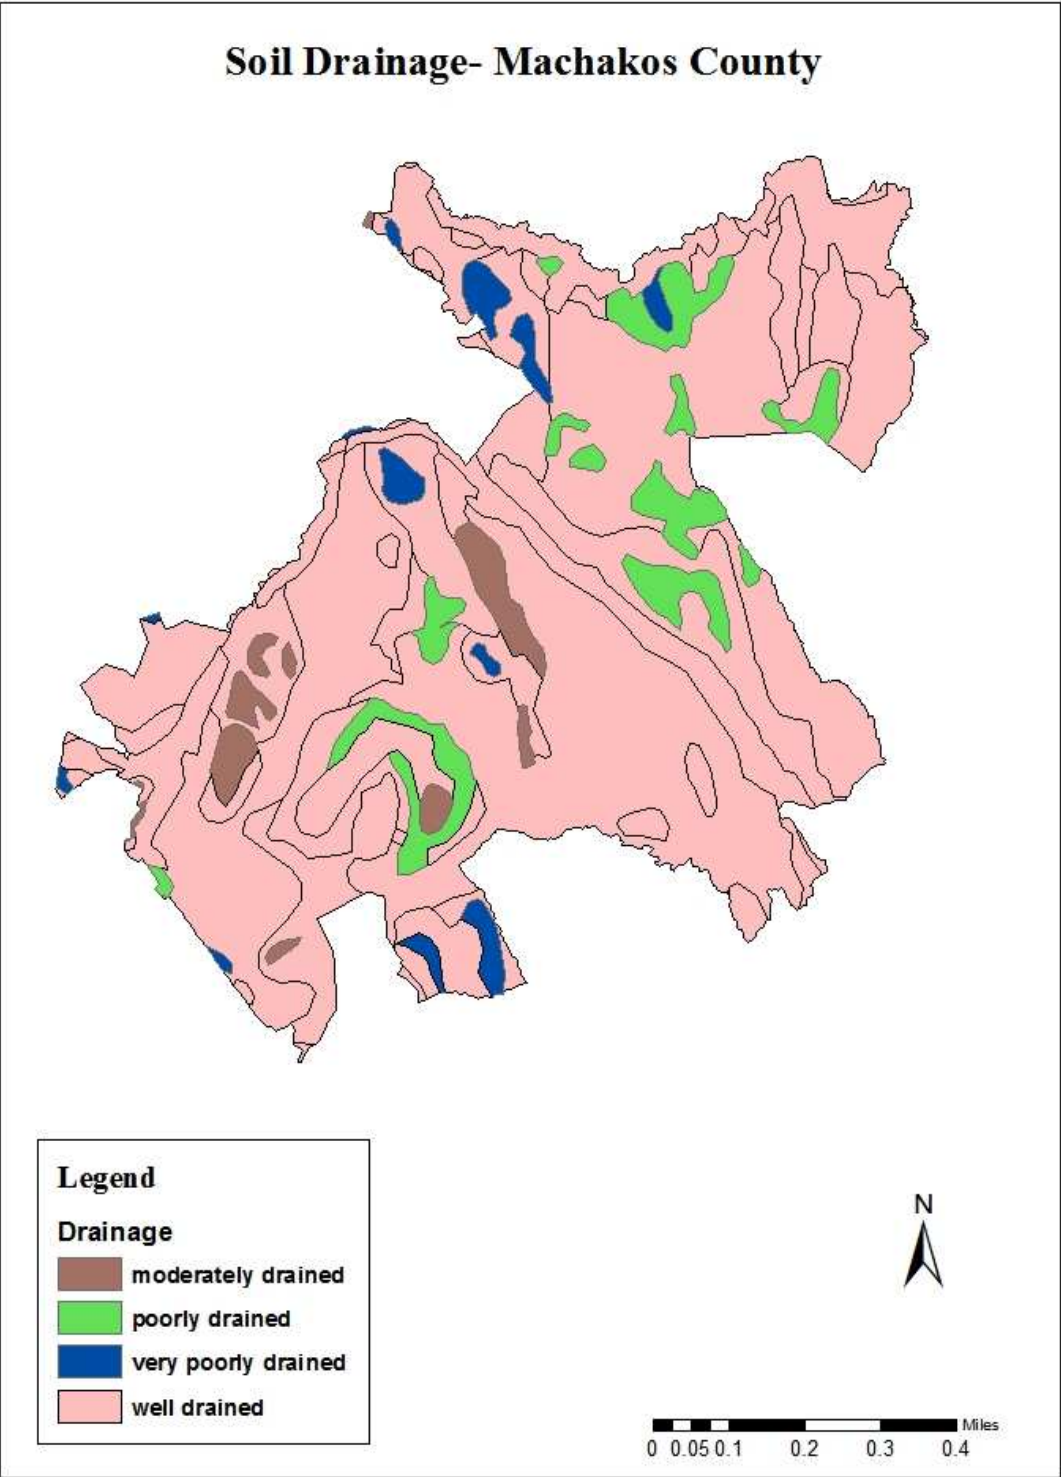 Soil Drainage- Machakos County
Legend
Drainage
moderately drained
poorly drained
very poorly drained
well drained
N
Miles
0 0.05 0.1 0.2 0.3 0.4